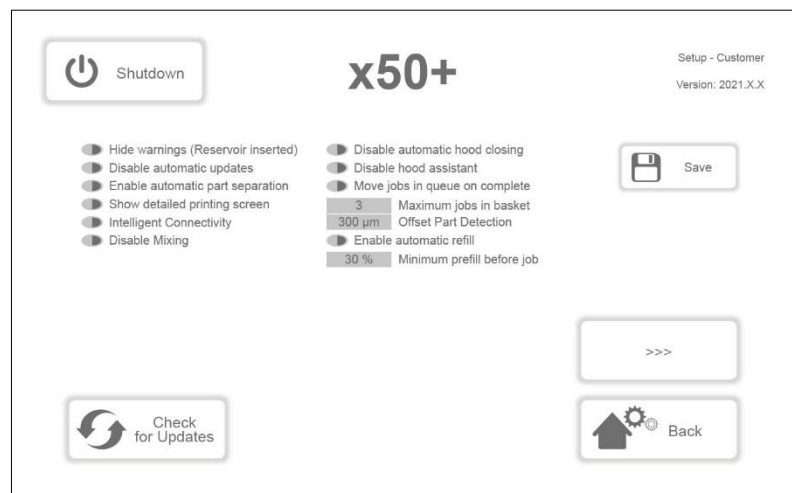 Shutdown
x50+
Setup - Customer
Version: 2021.X.X
Hide warnings (Reservoir inserted)
Disable automatic updates
Enable automatic part separation
Show detailed printing screen
Intelligent Connectivity
Disable Mixing
Disable automatic hood closing
Disable hood assistant
Move jobs in queue on complete
3 Maximum jobs in basket
300 µm Offset Part Detection
Enable automatic refill
30 % Minimum prefill before job
Save
>>>
Check
for Updates
Back